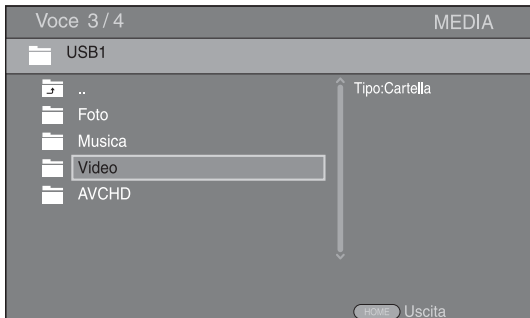 Voce 3/4 MEDIA
USB1
..
Foto
Musica
Video
AVCHD
Tipo:Cartella
HOME Uscita